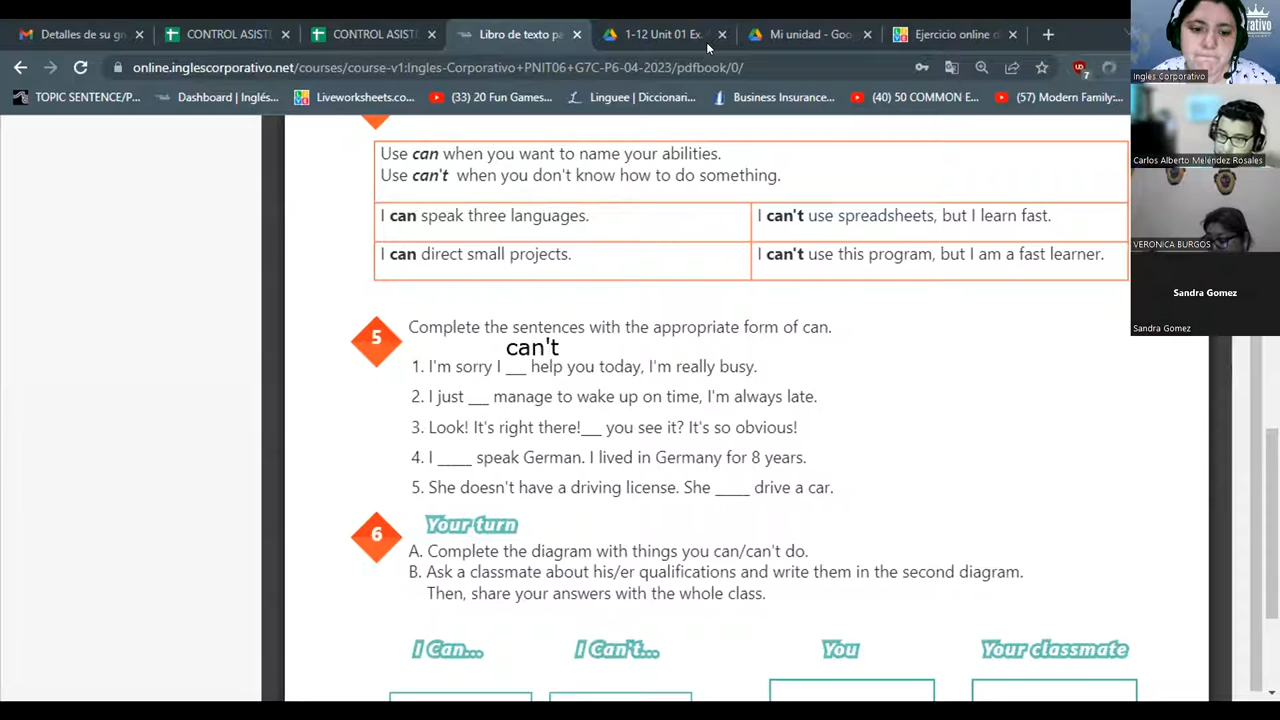 Detalles de su gn
CONTROL ASIST
CONTROL ASIST
Libro de texto pa
1-12 Unit 01 Ex.
Mi unidad - Goo
Ejercicio online d
online.inglescorporativo.net/courses/course-v1:Ingles-Corporativo+PNIT06+G7C-P6-04-2023/pdfbook/0/
7
TOPIC SENTENCE/P...
Dashboard | Inglés...
Liveworksheets.co...
(33) 20 Fun Games...
Linguee | Diccionari...
Business Insurance...
(40) 50 COMMON E...
(57) Modern Family:...
rativo
Ingles Corporativo
Carlos Alberto Meléndez Rosales
VERONICA BURGOS
Sandra Gomez
Sandra Gomez
Use can when you want to name your abilities.
Use can't when you don't know how to do something.
I can speak three languages.
I can't use spreadsheets, but I learn fast.
I can direct small projects.
I can't use this program, but I am a fast learner.
5
Complete the sentences with the appropriate form of can.
can't
1. I'm sorry I ___ help you today, I'm really busy.
2. I just ___ manage to wake up on time, I'm always late.
3. Look! It's right there!___ you see it? It's so obvious!
4. I _____ speak German. I lived in Germany for 8 years.
5. She doesn't have a driving license. She _____ drive a car.
6
Your turn
A. Complete the diagram with things you can/can't do.
B. Ask a classmate about his/er qualifications and write them in the second diagram.
Then, share your answers with the whole class.
I Can...
I Can't...
You
Your classmate